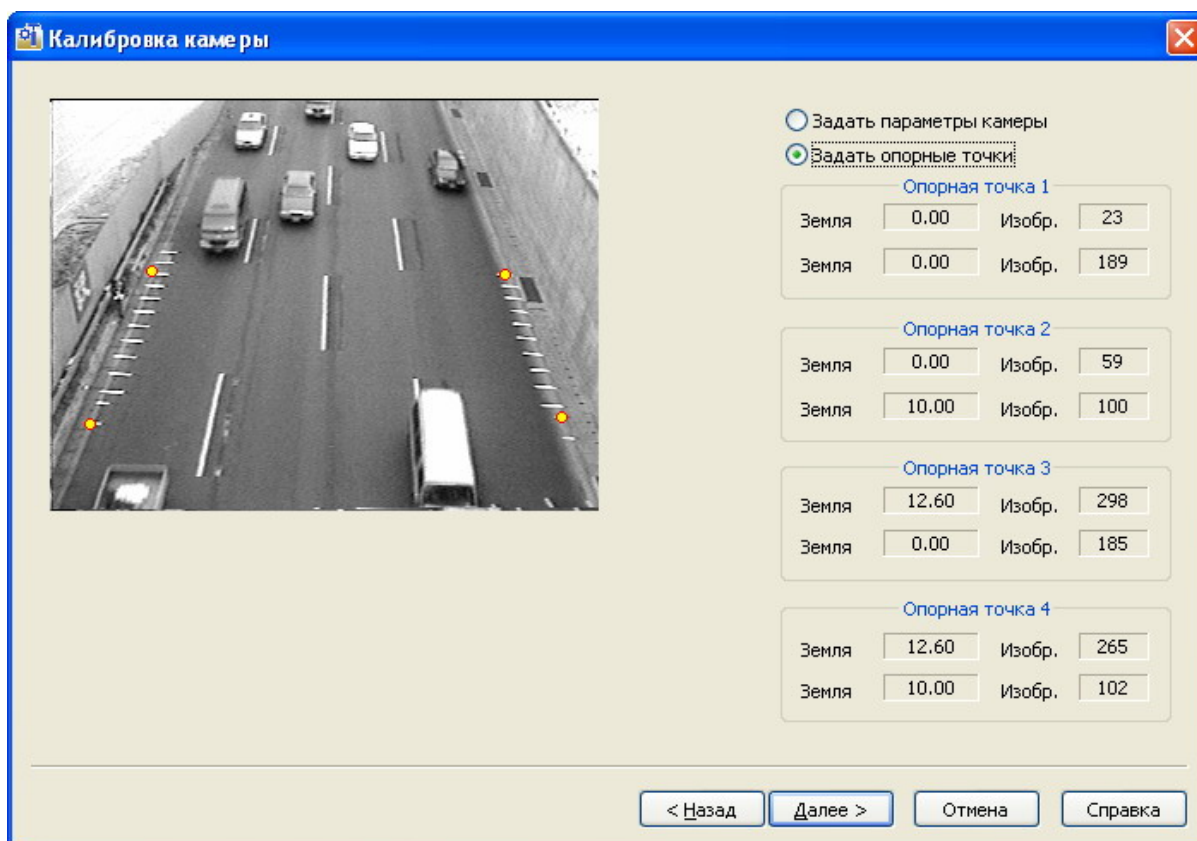 Калибровка камеры
Задать параметры камеры
Задать опорные точки
Опорная точка 1
Земля 0.00 Изобр. 23
Земля 0.00 Изобр. 189
Опорная точка 2
Земля 0.00 Изобр. 59
Земля 10.00 Изобр. 100
Опорная точка 3
Земля 12.60 Изобр. 298
Земля 0.00 Изобр. 185
Опорная точка 4
Земля 12.60 Изобр. 265
Земля 10.00 Изобр. 102
< Назад Далее > Отмена Справка